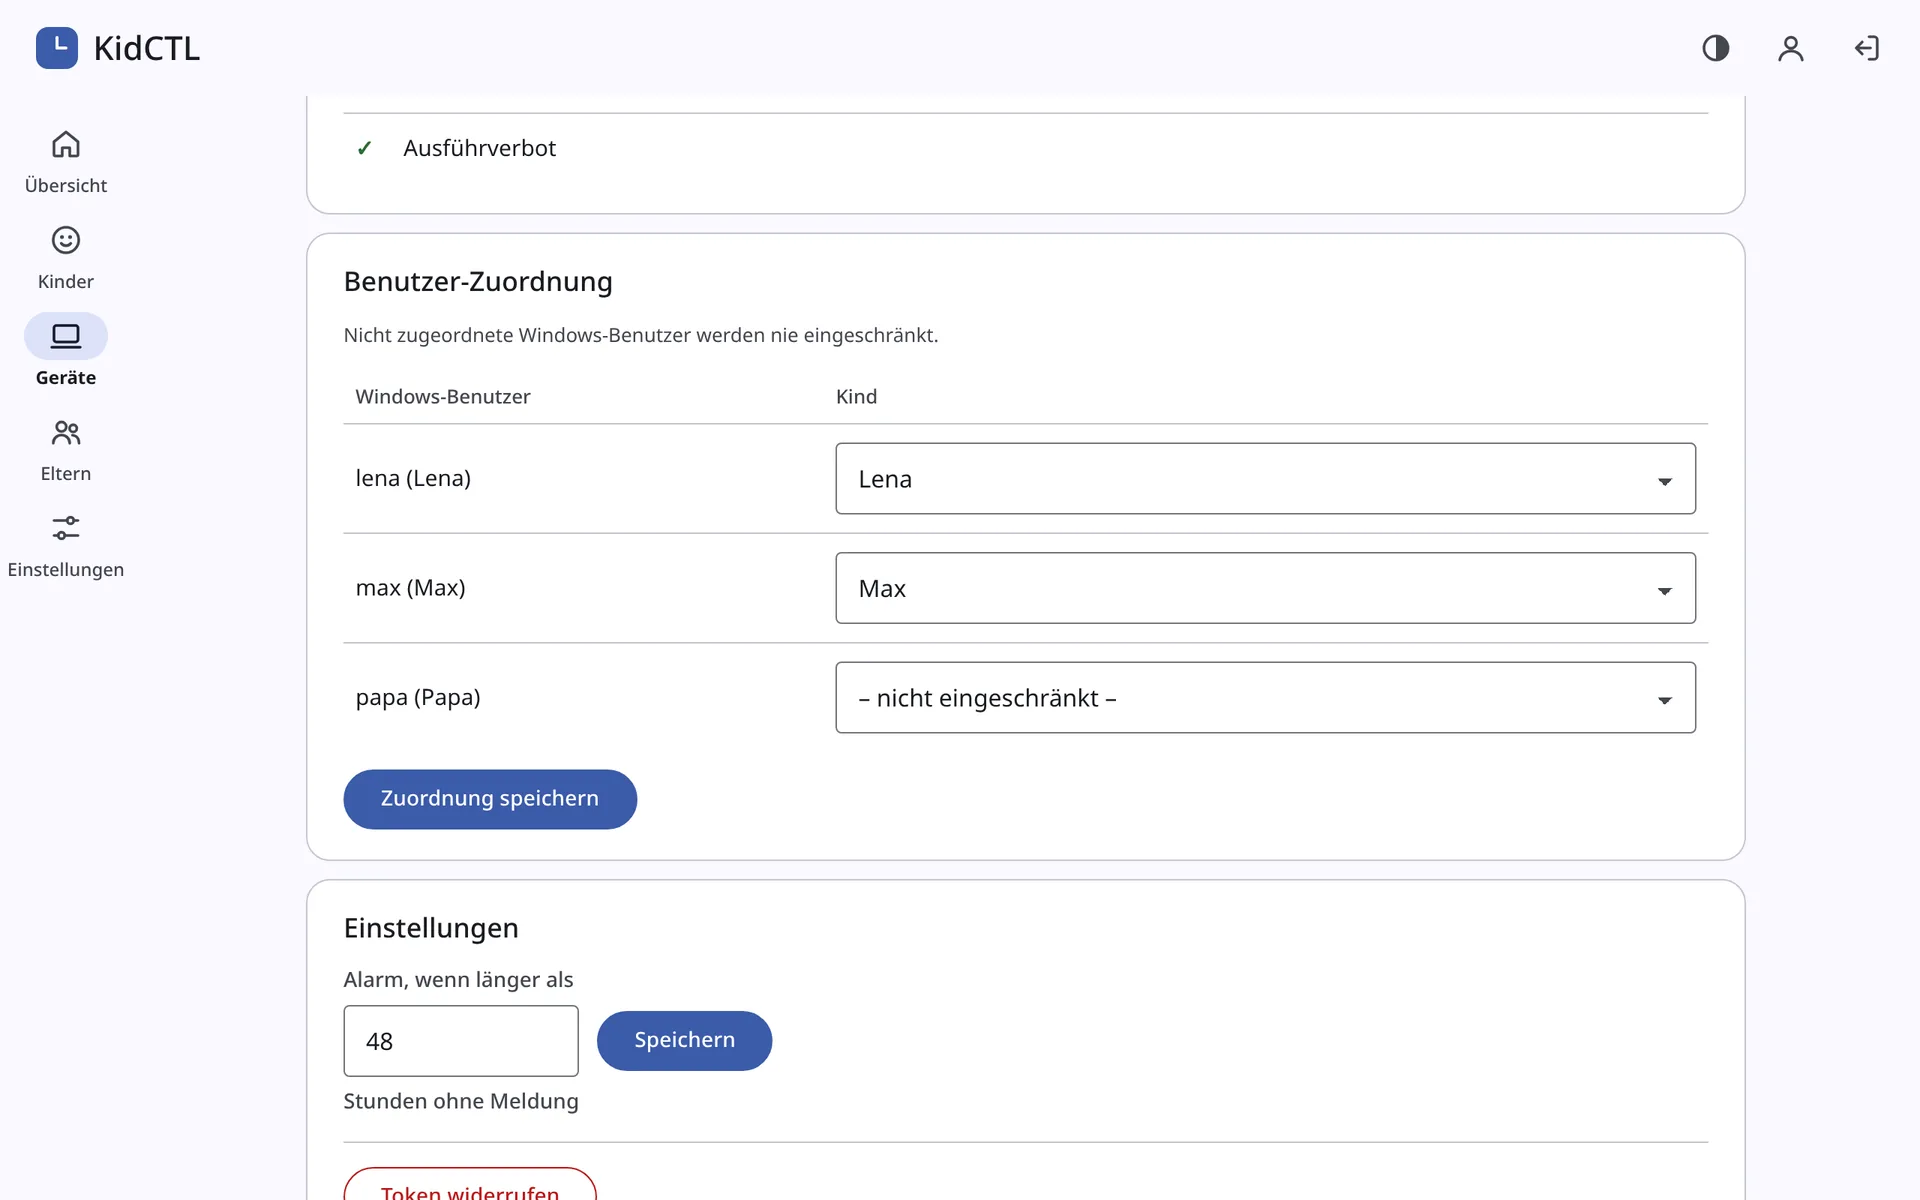 KidCTL
Übersicht
Kinder
Geräte
Eltern
Einstellungen
✓ Ausführverbot
Benutzer-Zuordnung
Nicht zugeordnete Windows-Benutzer werden nie eingeschränkt.
Windows-Benutzer Kind
lena (Lena) Lena
max (Max) Max
papa (Papa) – nicht eingeschränkt –
Zuordnung speichern
Einstellungen
Alarm, wenn länger als
48 Speichern
Stunden ohne Meldung
Token widerrufen